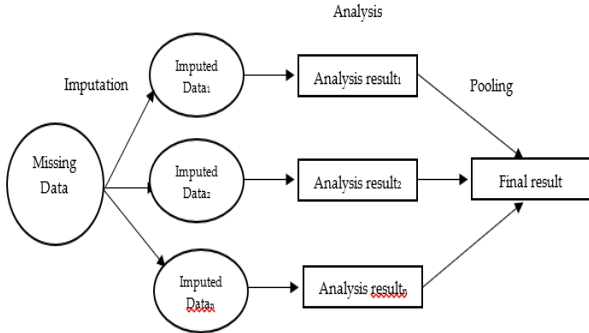 Analysis
Imputation
Pooling
Missing
Data
Imputed
Data₁
Analysis result₁
Imputed
Data₂
Analysis result₂
Final result
Imputed
Dataₙ
Analysis resultₙ